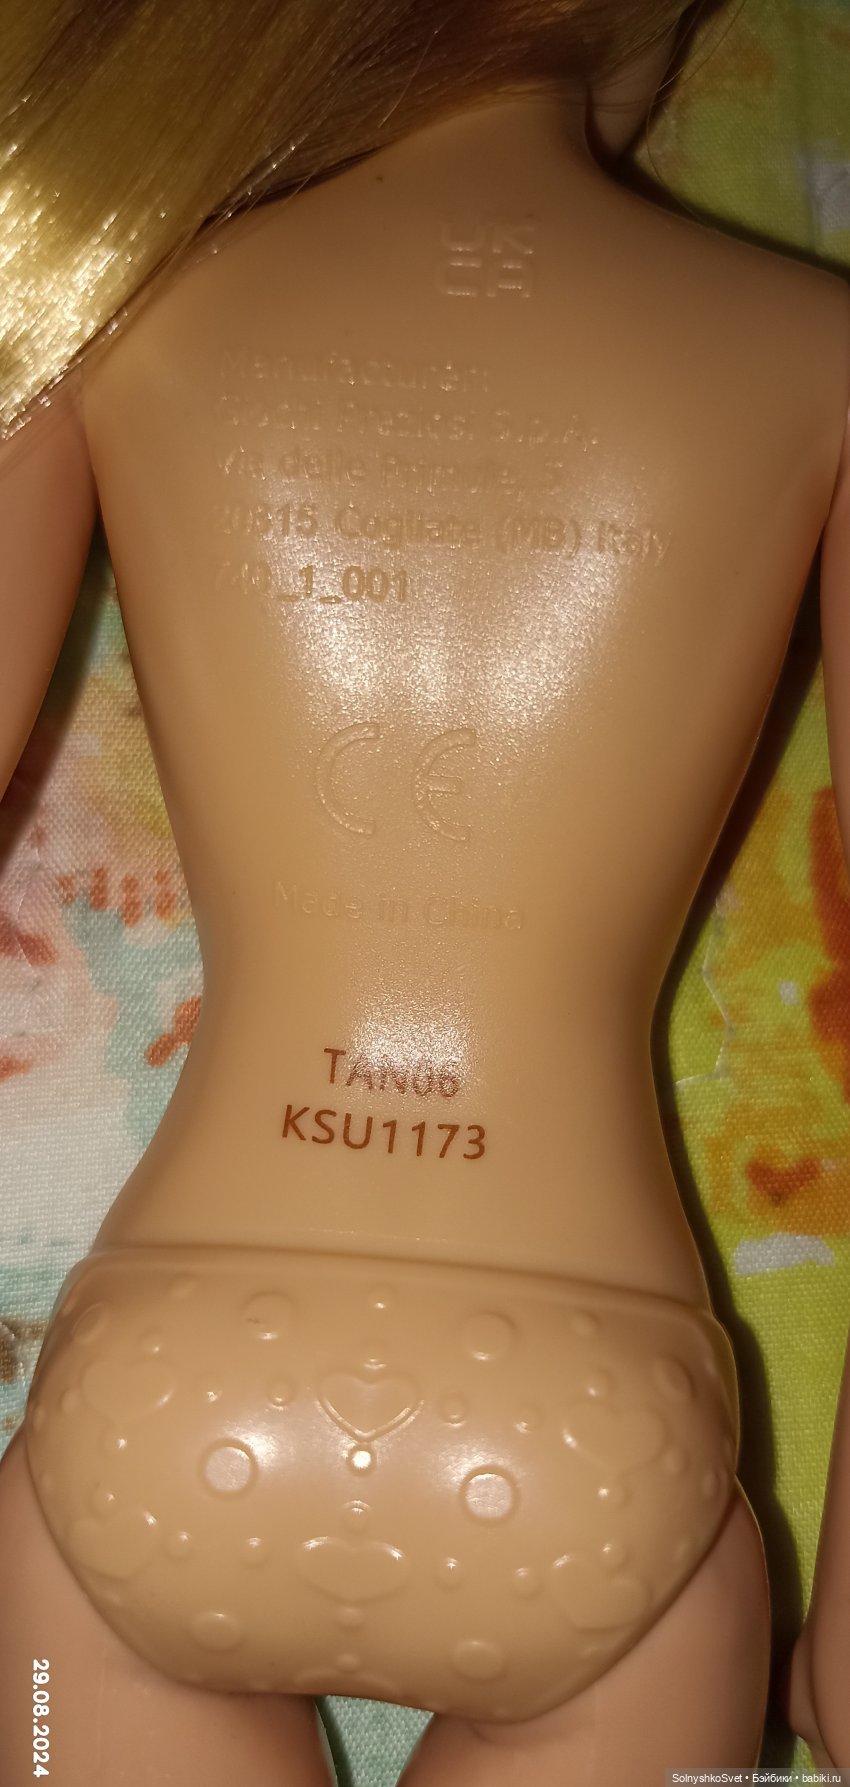 UK
CA
Manufacturer:
Giochi Preziosi S.p.A.
Via delle Primule, 5
20815 Cogliate (MB) Italy
_1_001
CE
Made in China
TAN06
KSU1173
29.08.2024
SolnyshkoSvet • Бэйбики • babiki.ru